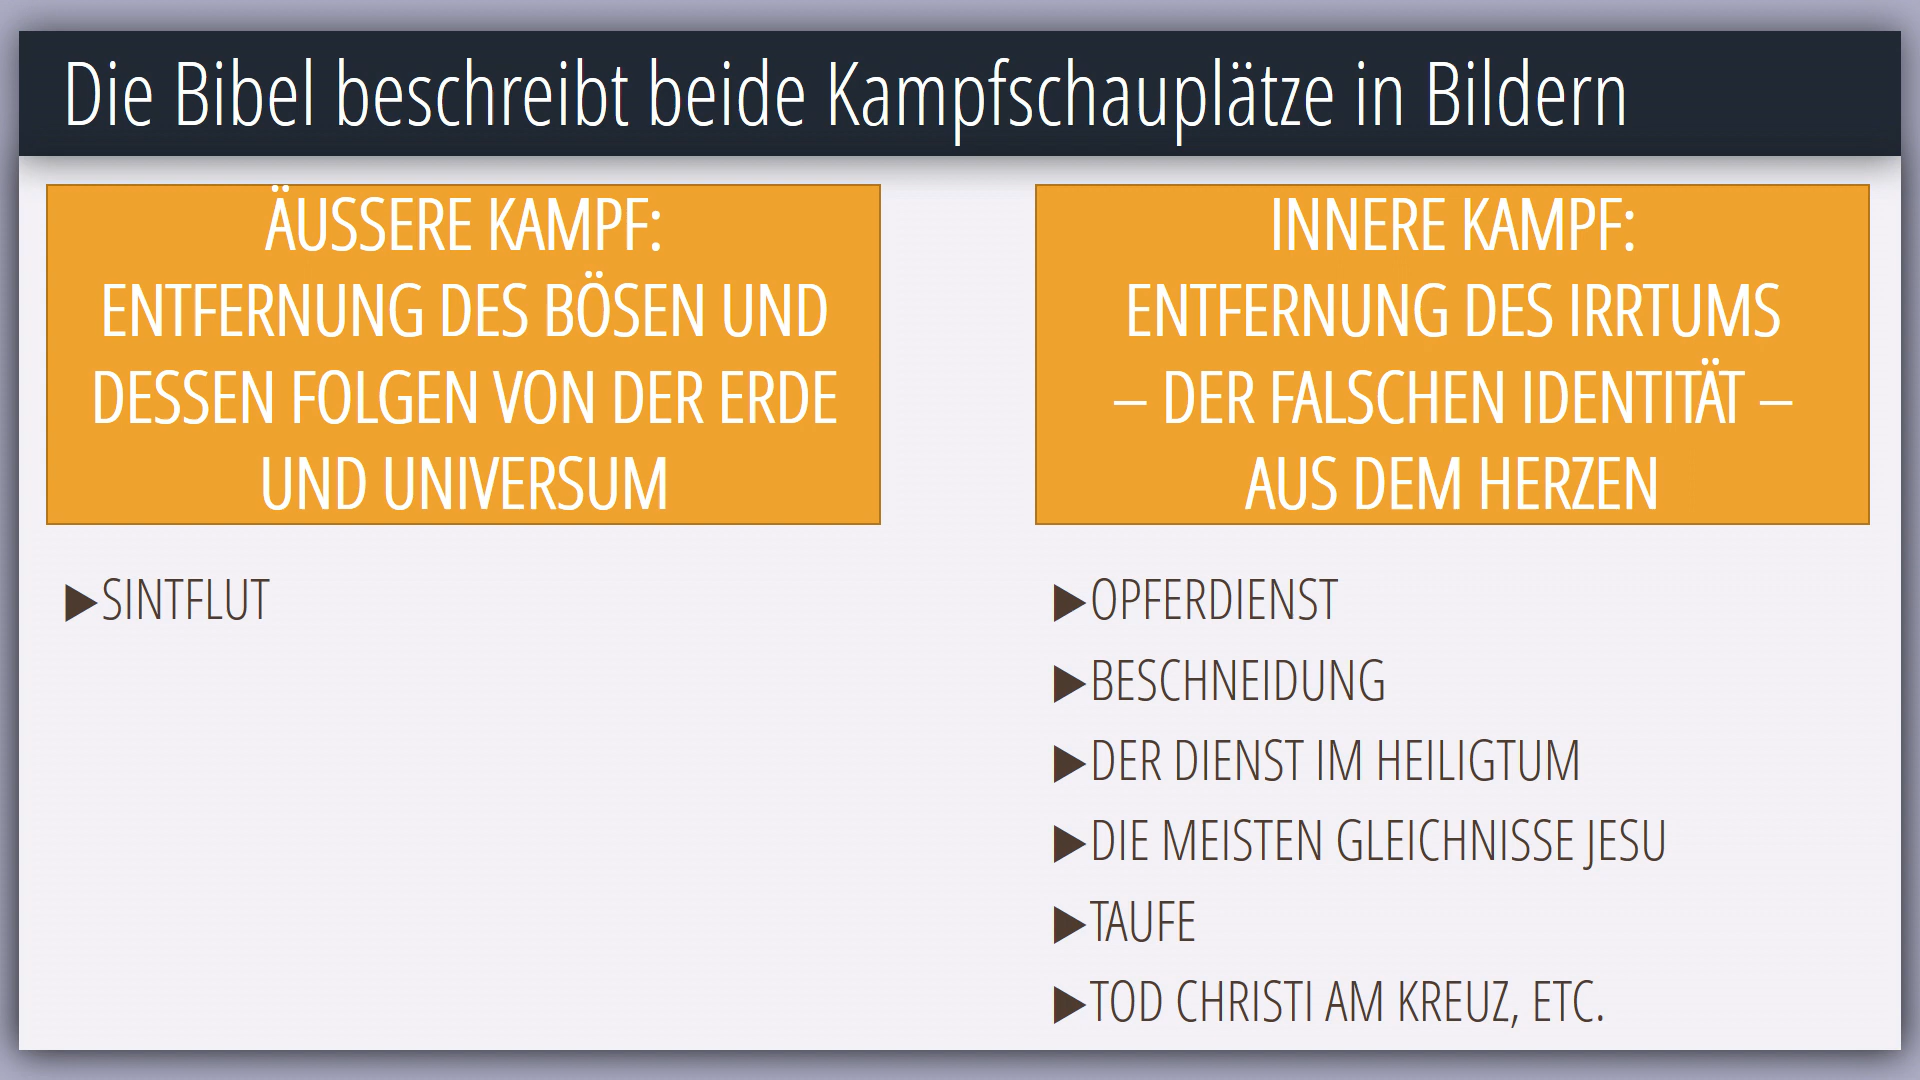 Die Bibel beschreibt beide Kampfschauplätze in Bildern
ÄUSSERE KAMPF:
ENTFERNUNG DES BÖSEN UND
DESSEN FOLGEN VON DER ERDE
UND UNIVERSUM
▶SINTFLUT
INNERE KAMPF:
ENTFERNUNG DES IRRTUMS
– DER FALSCHEN IDENTITÄT –
AUS DEM HERZEN
▶OPFERDIENST
▶BESCHNEIDUNG
▶DER DIENST IM HEILIGTUM
▶DIE MEISTEN GLEICHNISSE JESU
▶TAUFE
▶TOD CHRISTI AM KREUZ, ETC.